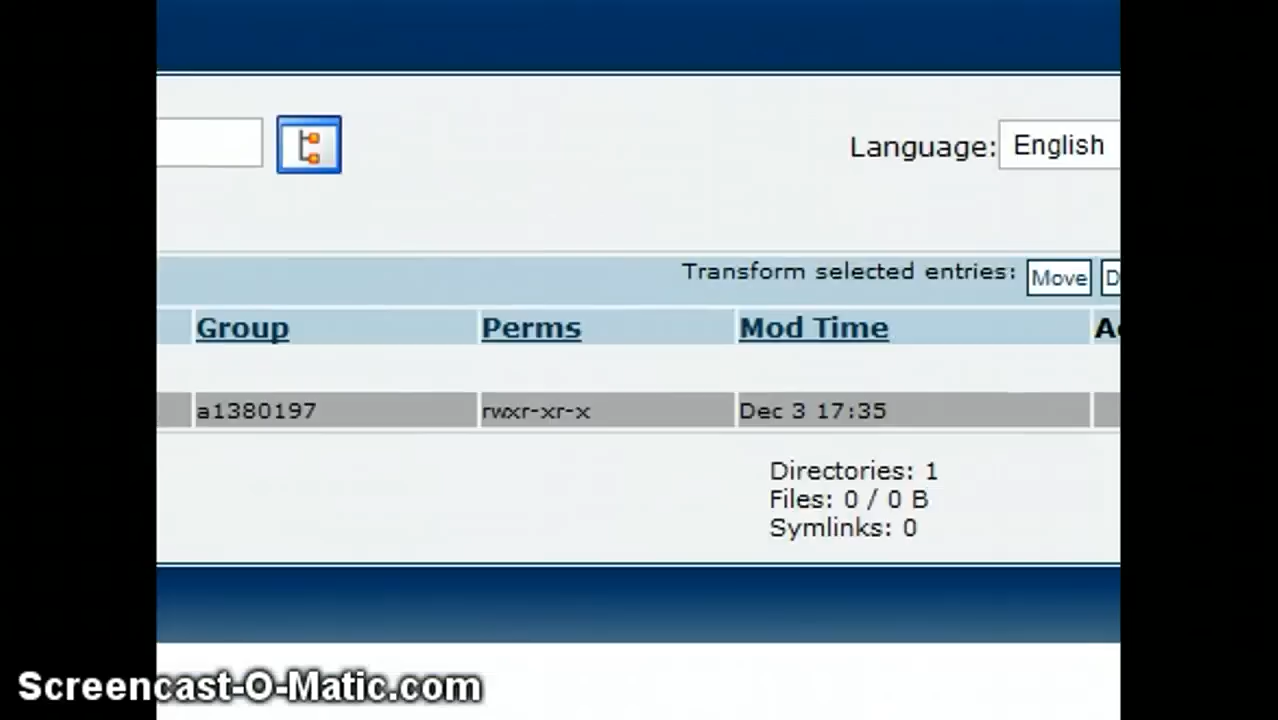 Language: English
Transform selected entries: Move
Group Perms Mod Time
a1380197 rwxr-xr-x Dec 3 17:35
Directories: 1
Files: 0 / 0 B
Symlinks: 0
Screencast-O-Matic.com